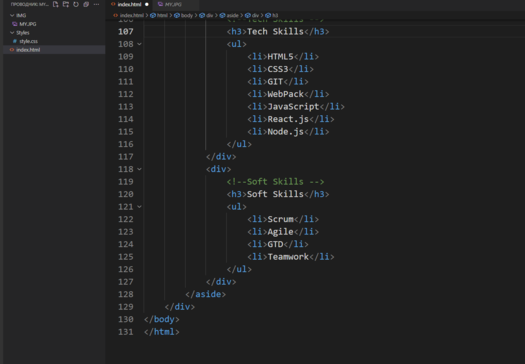 ПРОВОДНИК: MY...
index.html
MY.JPG
IMG
MY.JPG
Styles
style.css
index.html
index.html > html > body > div > aside > div > h3
106 <!--Tech Skills -->
107 <h3>Tech Skills</h3>
108 <ul>
109 <li>HTML5</li>
110 <li>CSS3</li>
111 <li>GIT</li>
112 <li>WebPack</li>
113 <li>JavaScript</li>
114 <li>React.js</li>
115 <li>Node.js</li>
116 </ul>
117 </div>
118 <div>
119 <!--Soft Skills -->
120 <h3>Soft Skills</h3>
121 <ul>
122 <li>Scrum</li>
123 <li>Agile</li>
124 <li>GTD</li>
125 <li>Teamwork</li>
126 </ul>
127 </div>
128 </aside>
129 </div>
130 </body>
131 </html>